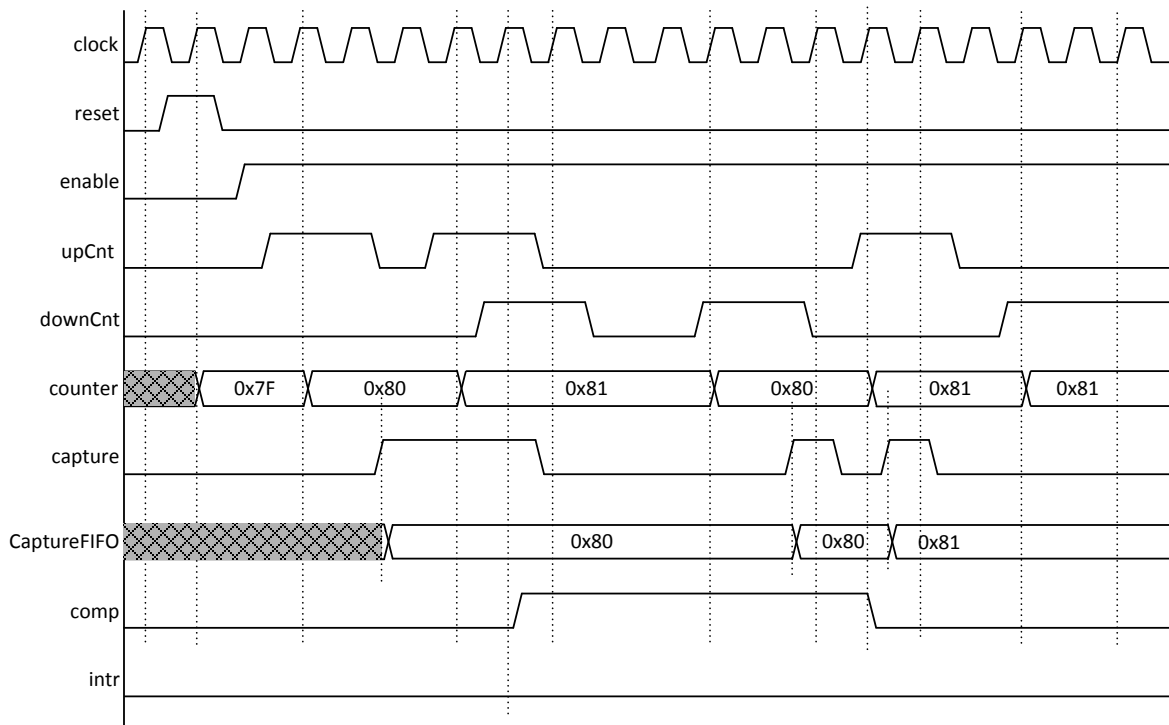 clock
reset
enable
upCnt
downCnt
counter 0x7F 0x80 0x81 0x80 0x81 0x81
capture
CaptureFIFO 0x80 0x80 0x81
comp
intr